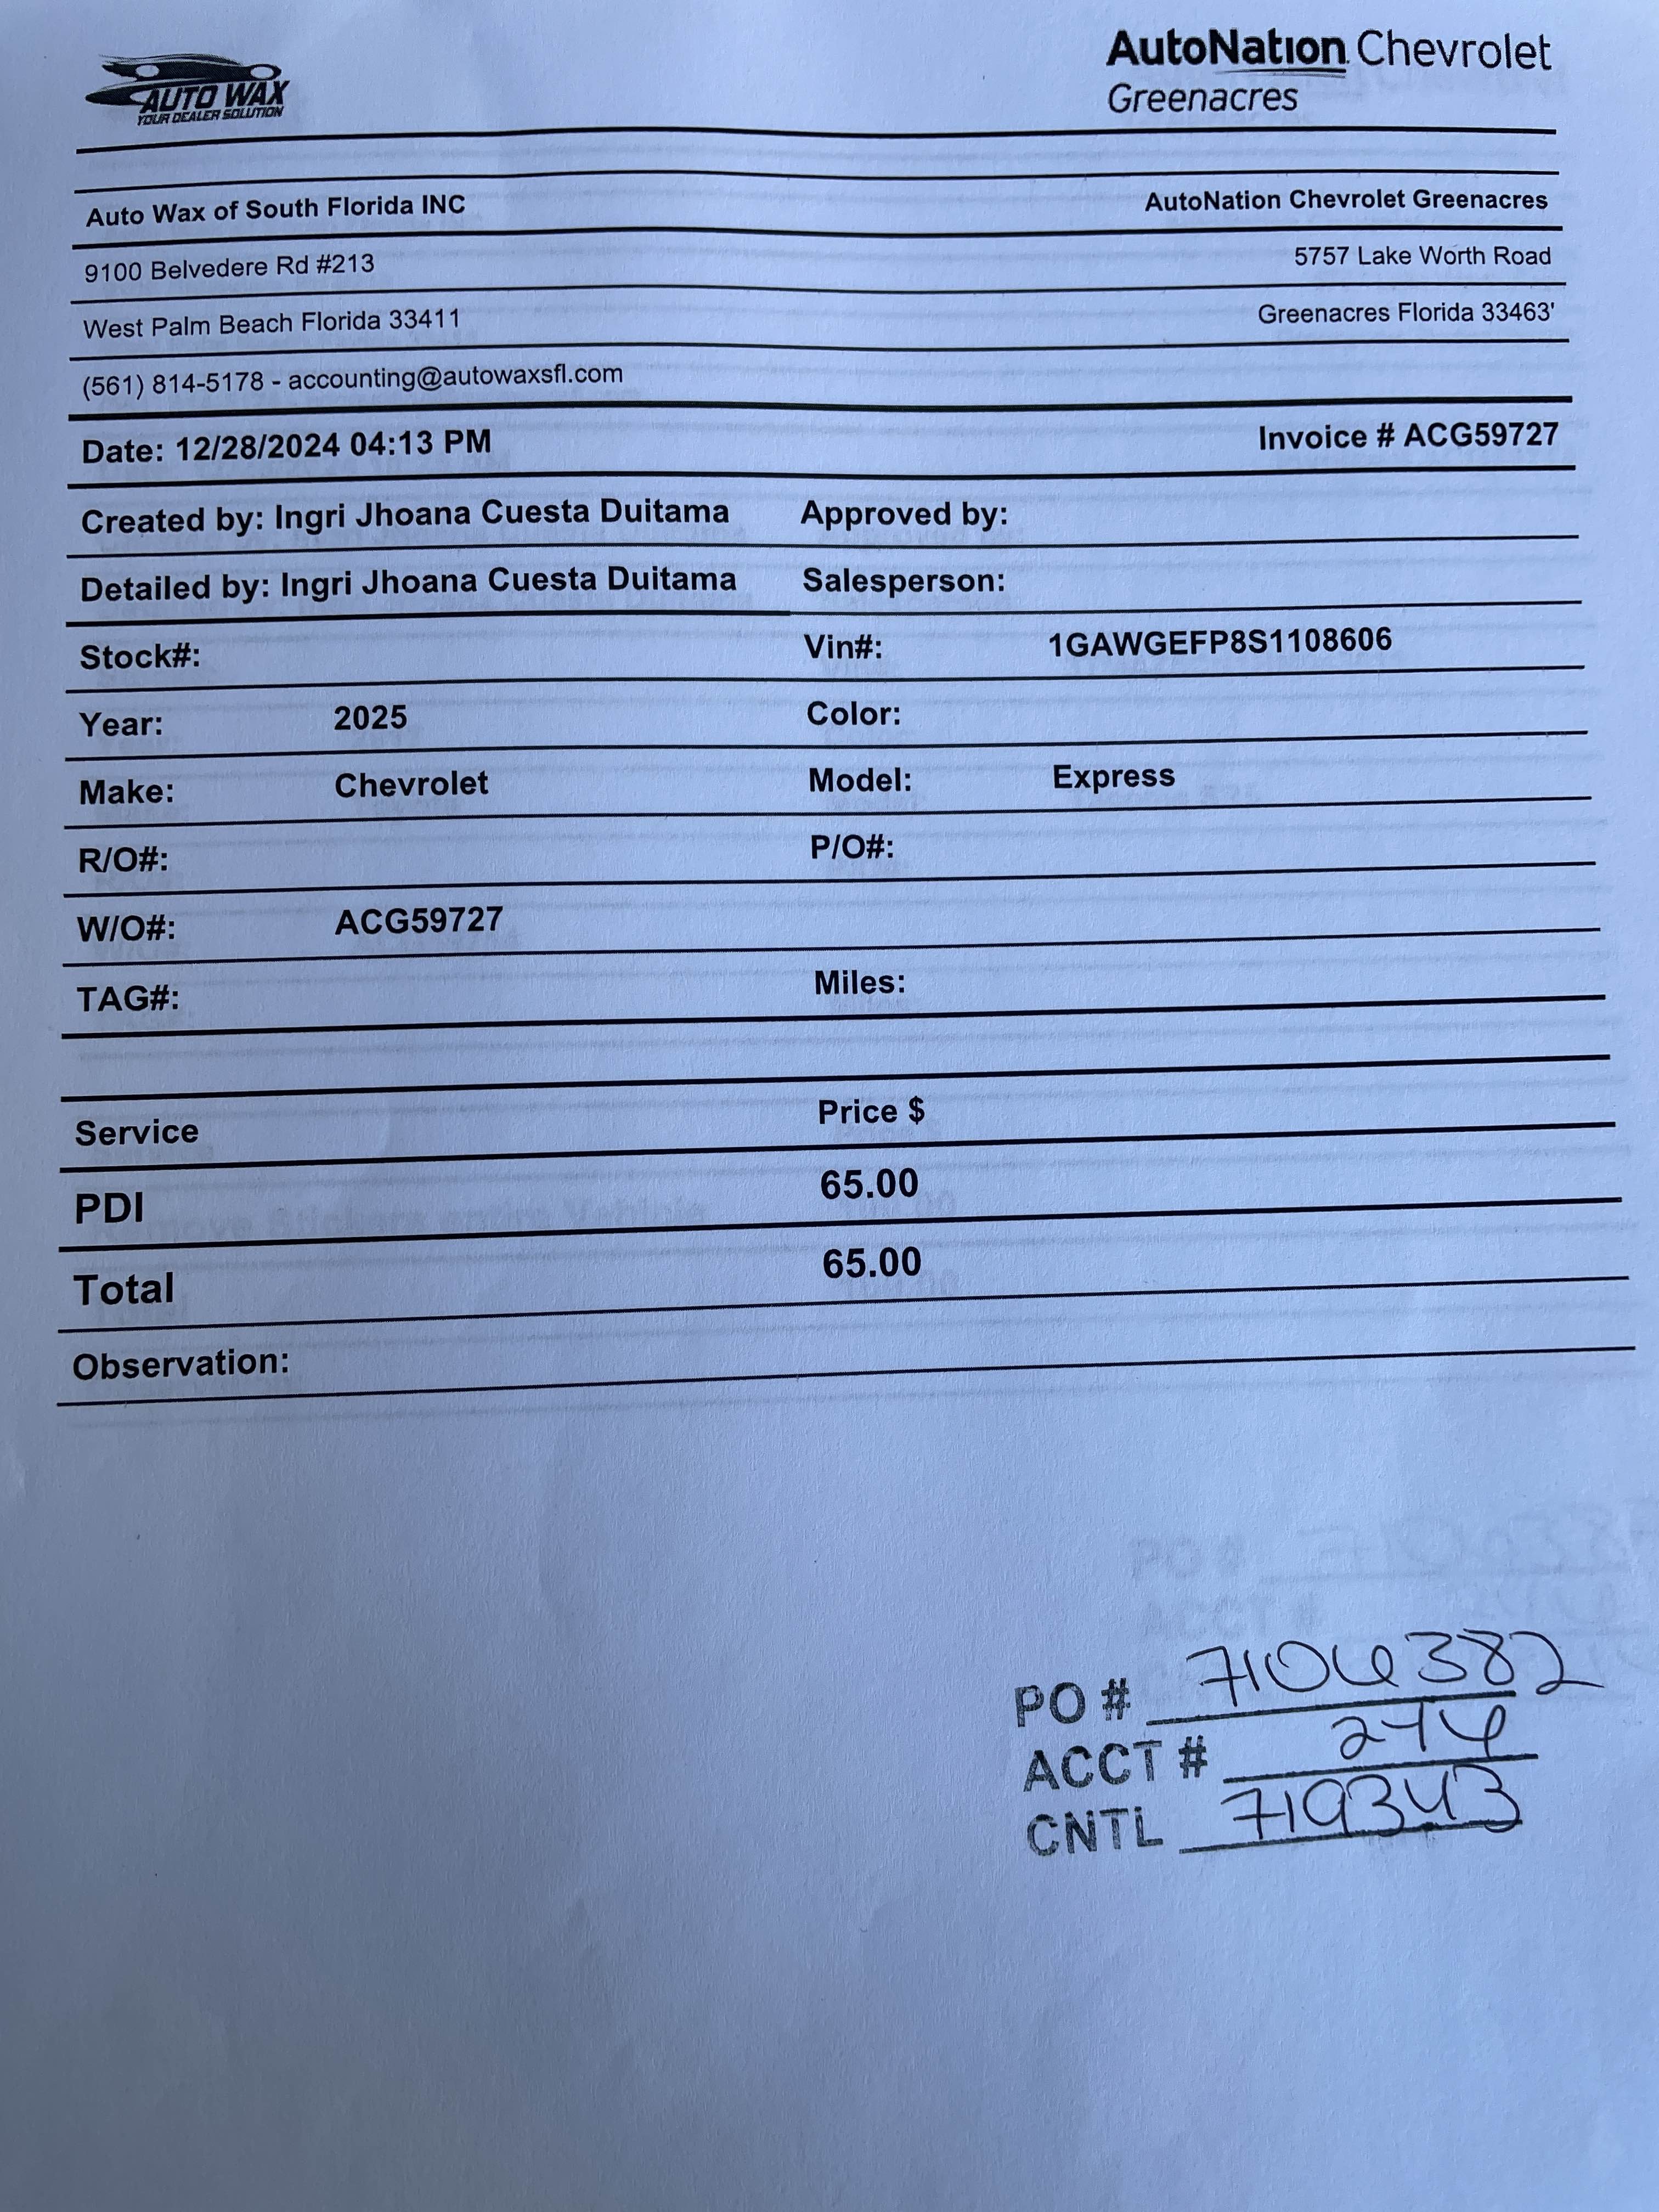 AUTO WAX
YOUR DEALER SOLUTION
AutoNation Chevrolet
Greenacres
Auto Wax of South Florida INC AutoNation Chevrolet Greenacres
9100 Belvedere Rd #213 5757 Lake Worth Road
West Palm Beach Florida 33411 Greenacres Florida 33463'
(561) 814-5178 - accounting@autowaxsfl.com
Date: 12/28/2024 04:13 PM Invoice # ACG59727
Created by: Ingri Jhoana Cuesta Duitama Approved by:
Detailed by: Ingri Jhoana Cuesta Duitama Salesperson:
Stock#: Vin#: 1GAWGEFP8S1108606
Year: 2025 Color:
Make: Chevrolet Model: Express
R/O#: P/O#:
W/O#: ACG59727
TAG#: Miles:
Service Price $
PDI 65.00
Total 65.00
Observation:
PO #
ACCT #
CNTL 719343